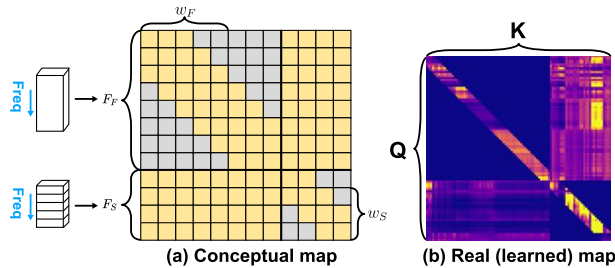 w_F
K
Freq
F_F
Q
Freq
F_S
w_S
(a) Conceptual map
(b) Real (learned) map